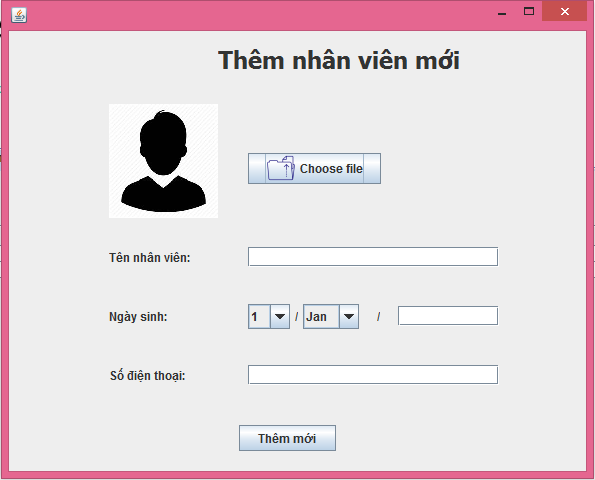 Thêm nhân viên mới
Choose file
Tên nhân viên:
Ngày sinh:
1 / Jan /
Số điện thoại:
Thêm mới